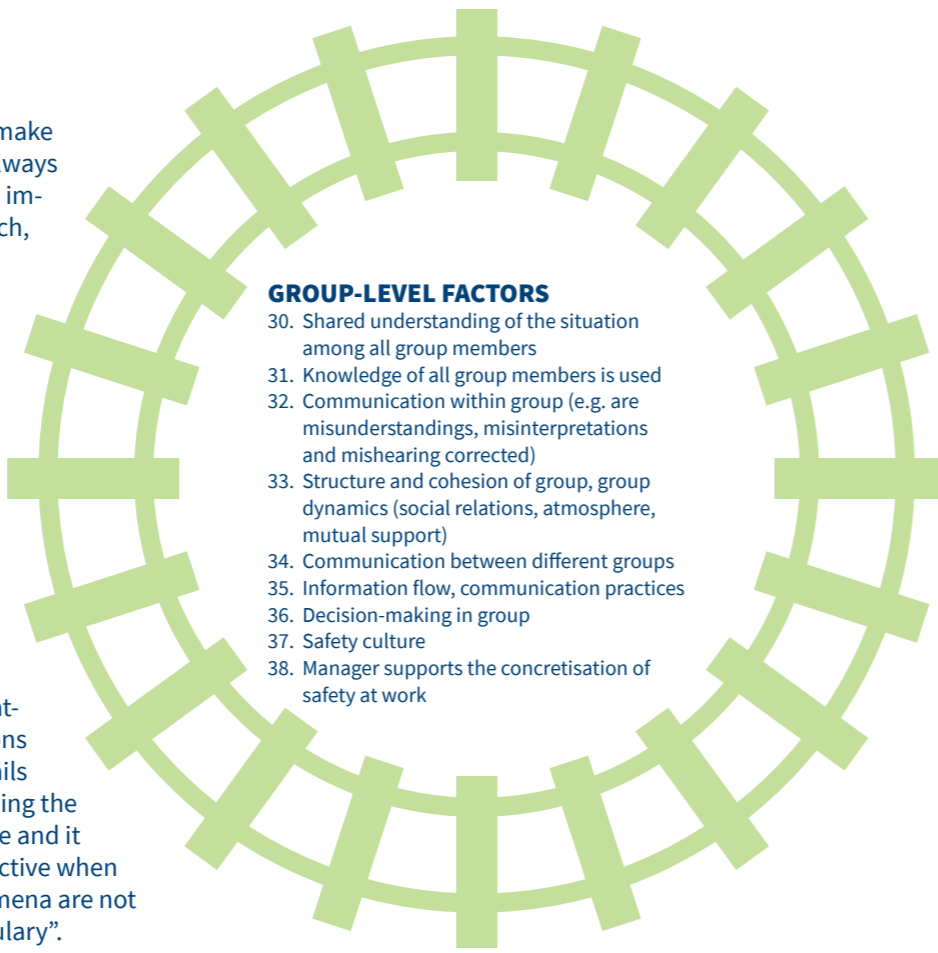 make
lways
im-
ch,
GROUP-LEVEL FACTORS
30. Shared understanding of the situation
among all group members
31. Knowledge of all group members is used
32. Communication within group (e.g. are
misunderstandings, misinterpretations
and mishearing corrected)
33. Structure and cohesion of group, group
dynamics (social relations, atmosphere,
mutual support)
34. Communication between different groups
35. Information flow, communication practices
36. Decision-making in group
37. Safety culture
38. Manager supports the concretisation of
safety at work
at-
ns
ils
ing the
e and it
ctive when
mena are not
ulary”.